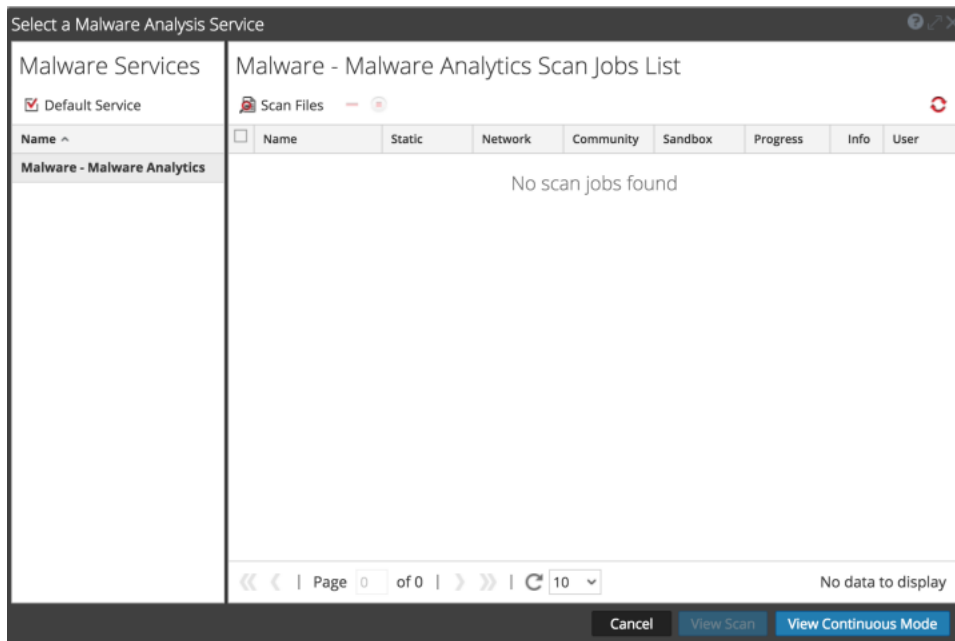 Select a Malware Analysis Service
Malware Services
Default Service
Name
Malware - Malware Analytics
Malware - Malware Analytics Scan Jobs List
Scan Files
Name Static Network Community Sandbox Progress Info User
No scan jobs found
Page 0 of 0 10 No data to display
Cancel View Scan View Continuous Mode